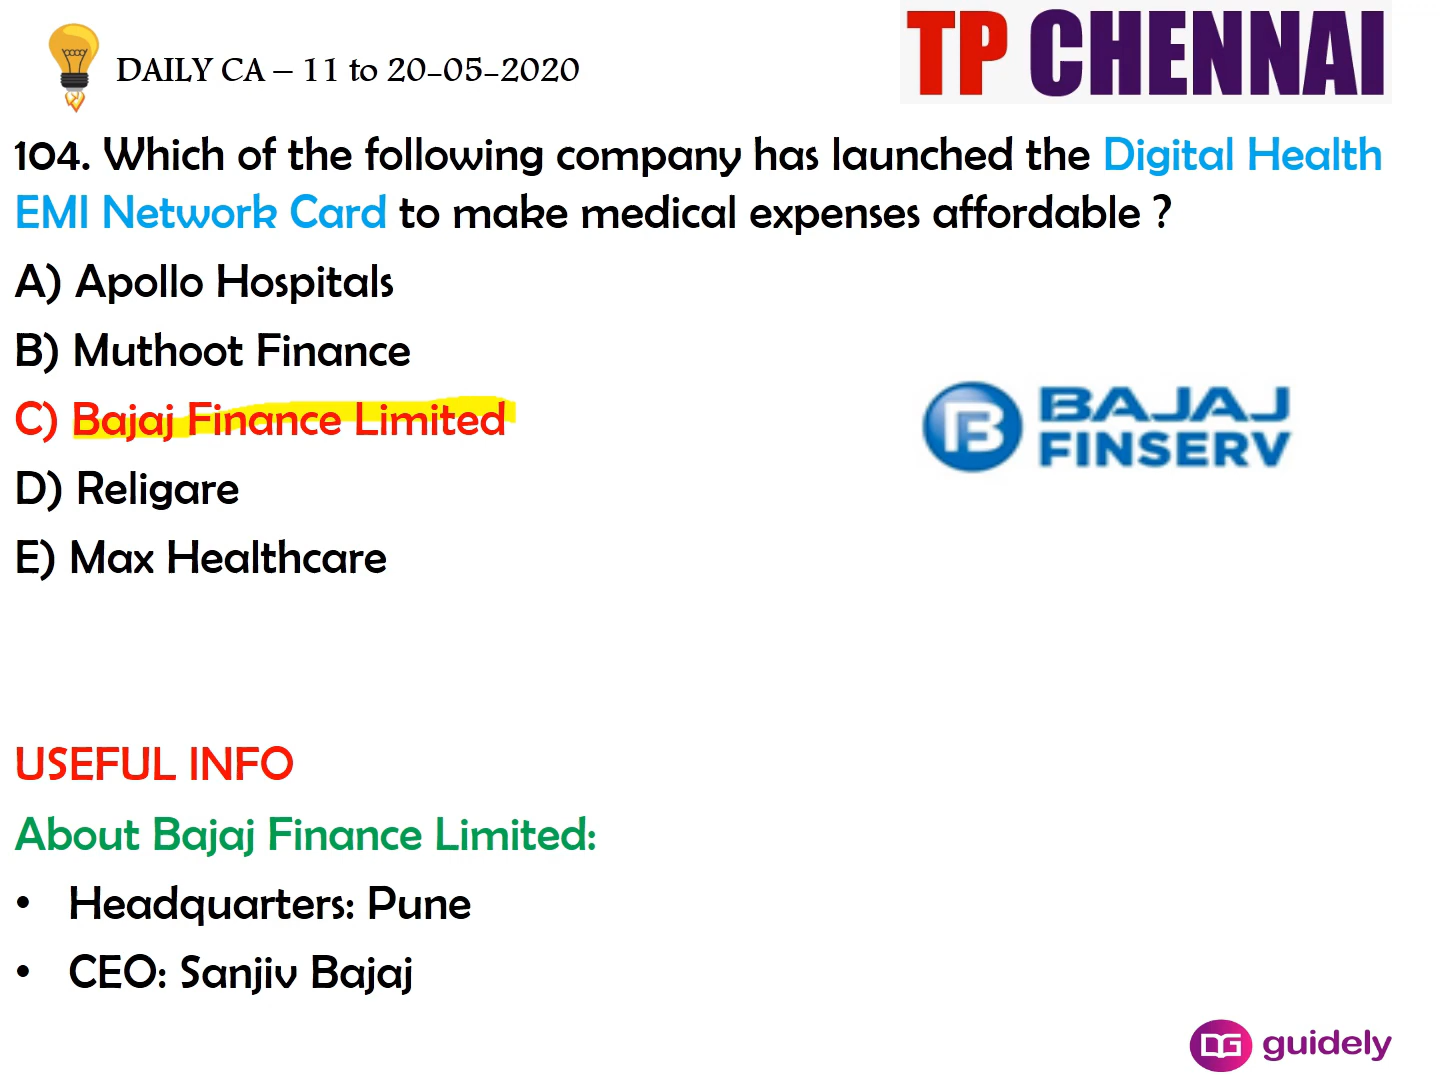 DAILY CA – 11 to 20-05-2020
TP CHENNAI
104. Which of the following company has launched the Digital Health
EMI Network Card to make medical expenses affordable ?
A) Apollo Hospitals
B) Muthoot Finance
C) Bajaj Finance Limited
D) Religare
E) Max Healthcare
BAJAJ
FINSERV
USEFUL INFO
About Bajaj Finance Limited:
• Headquarters: Pune
• CEO: Sanjiv Bajaj
guidely